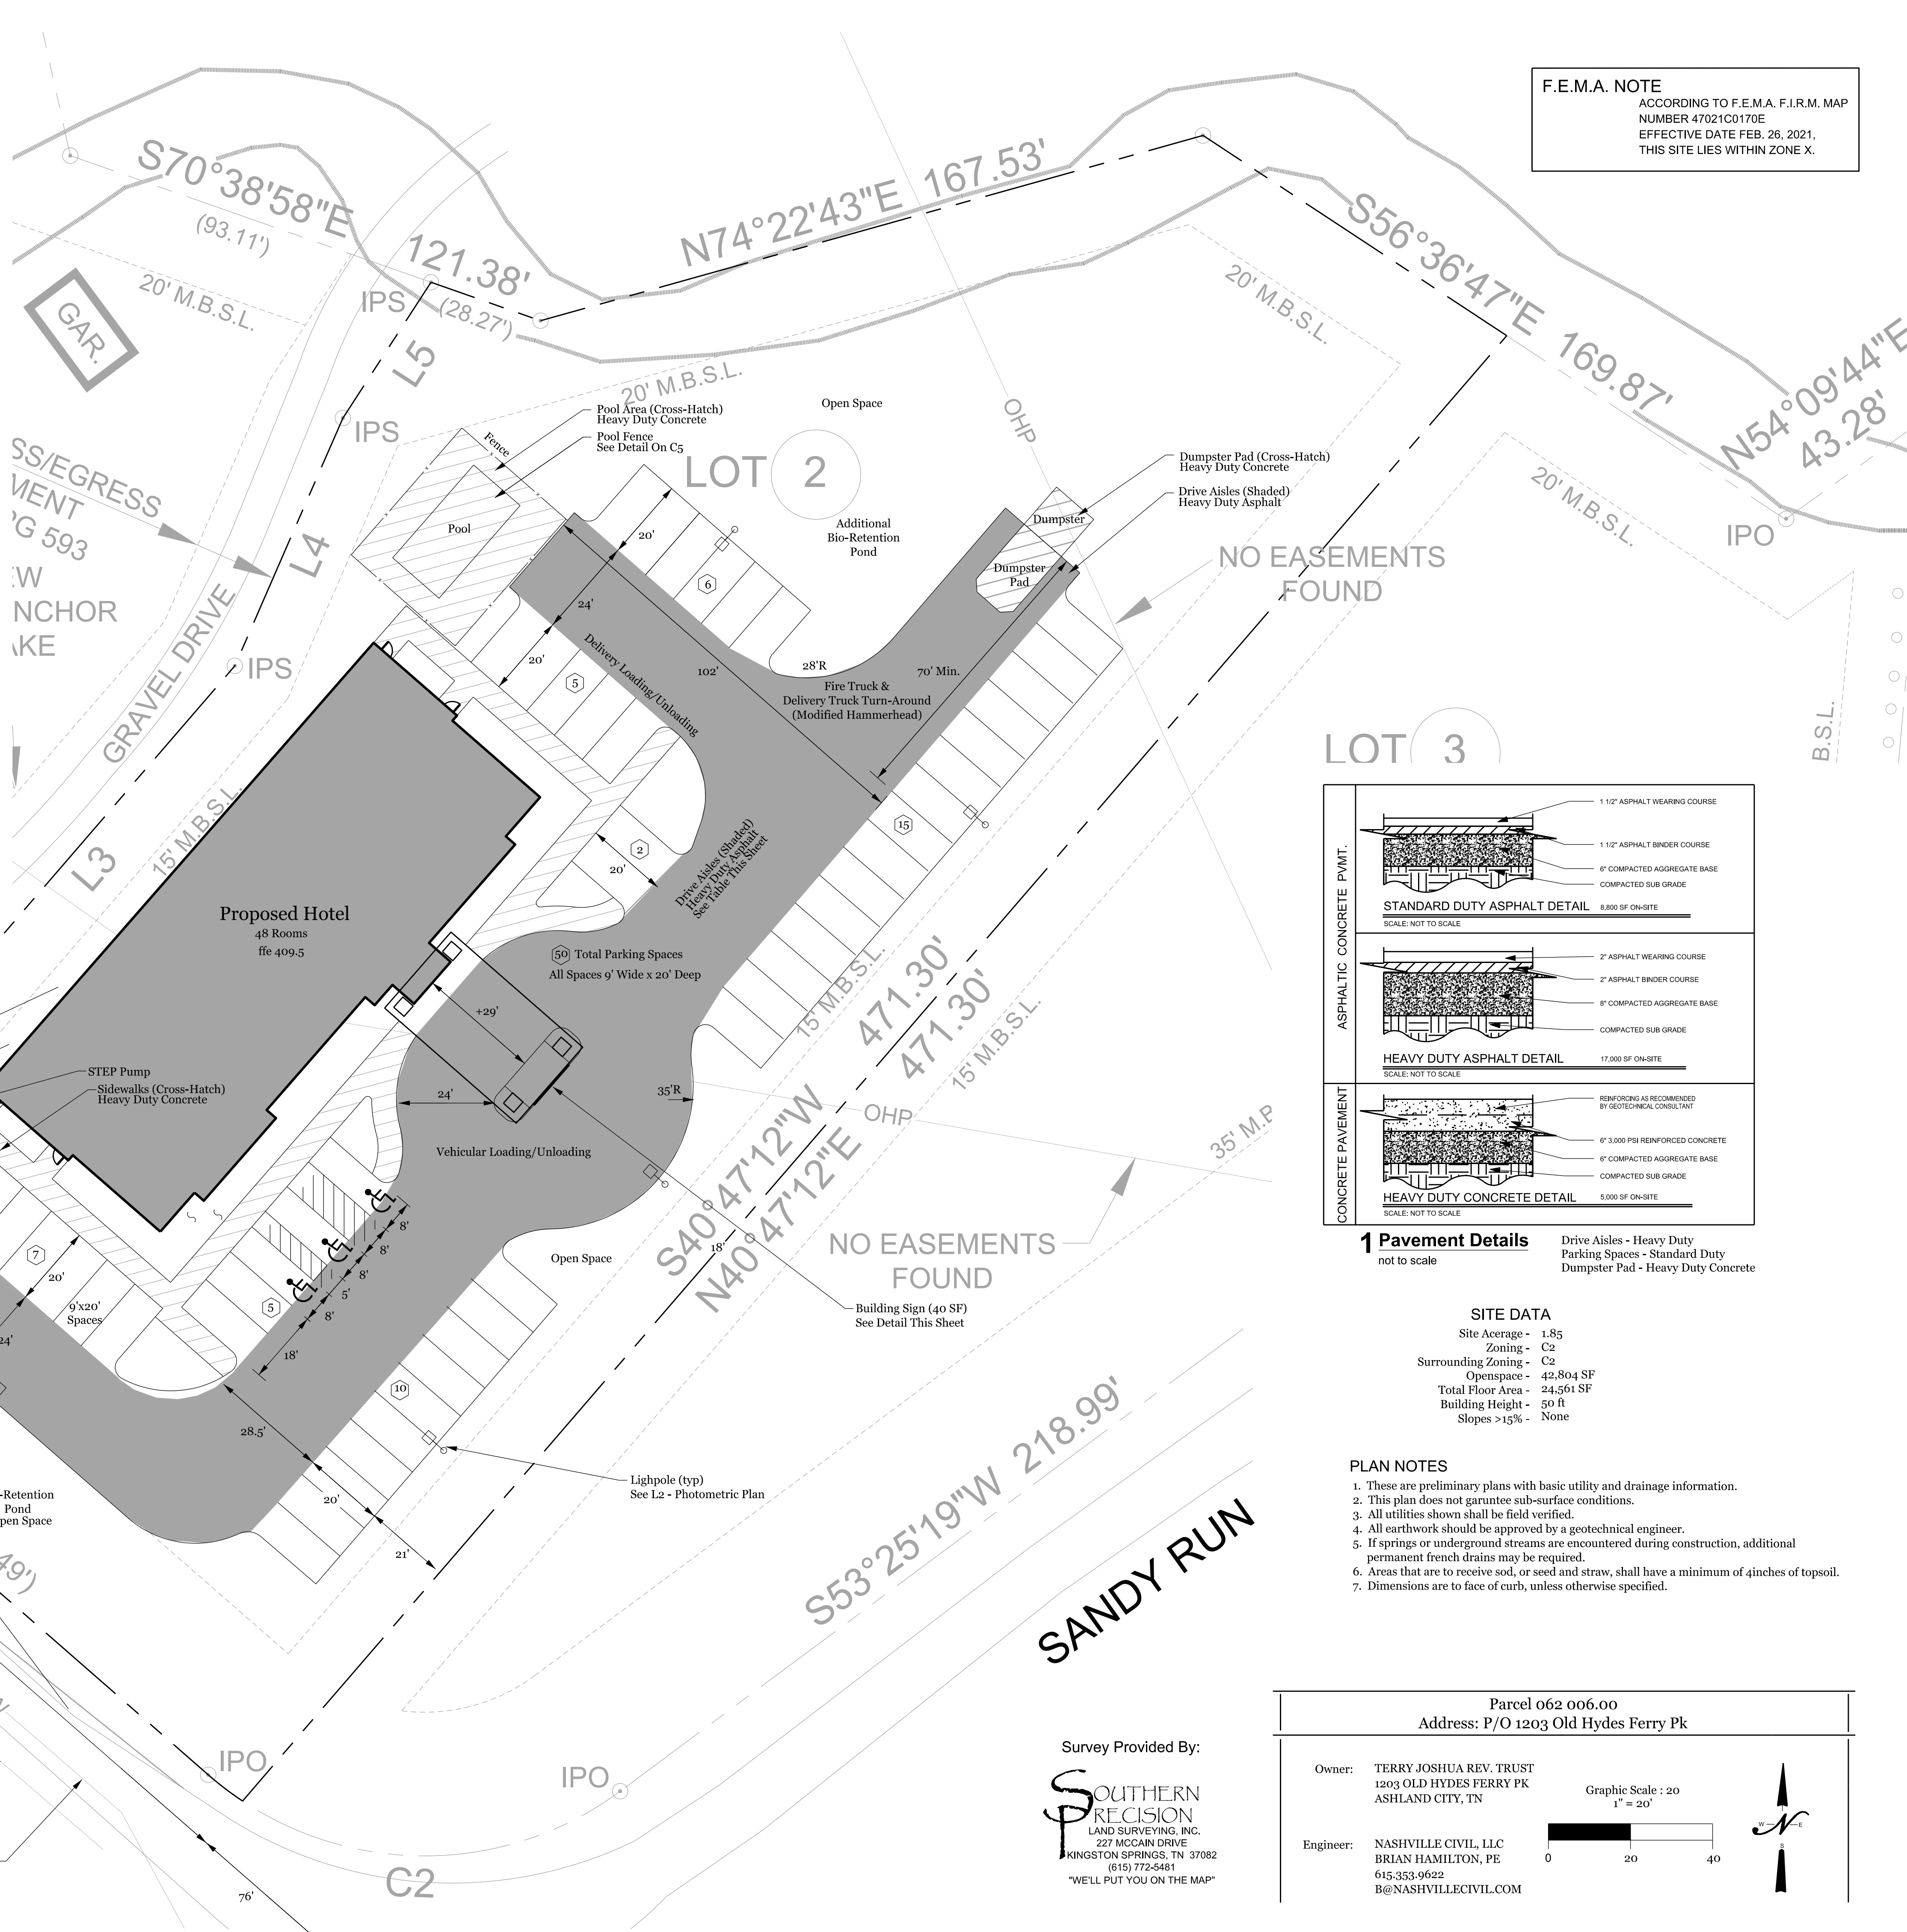 F.E.M.A. NOTE
ACCORDING TO F.E.M.A. F.I.R.M. MAP
NUMBER 47021C0170E
EFFECTIVE DATE FEB. 26, 2021,
THIS SITE LIES WITHIN ZONE X.
S70°38'58"E
121.38'
(93.11')
(28.27')
20' M.B.S.L.
GAR.
IPS
L5
N74°22'43"E 167.53'
S56°36'47"E 169.87'
N54°09'44"E
43.28'
20' M.B.S.L.
20' M.B.S.L.
20' M.B.S.L.
IPO
B.S.L.
IPS
L4
SS/EGRESS
MENT
PG 593
NCHOR
GRAVEL DRIVE
IPS
L3
15' M.B.S.L.
Fence
Pool Area (Cross-Hatch)
Heavy Duty Concrete
Pool Fence
See Detail On C5
Pool
Open Space
LOT 2
OHP
Additional
Bio-Retention
Pond
Dumpster Pad (Cross-Hatch)
Heavy Duty Concrete
Drive Aisles (Shaded)
Heavy Duty Asphalt
Dumpster
Dumpster
Pad
NO EASEMENTS
FOUND
20'
6
24'
20'
5
Delivery Loading/Unloading
102'
28'R
70' Min.
Fire Truck &
Delivery Truck Turn-Around
(Modified Hammerhead)
15
2
20'
Drive Aisles (Shaded)
Heavy Duty Asphalt
See Table This Sheet
Proposed Hotel
48 Rooms
ffe 409.5
50 Total Parking Spaces
All Spaces 9' Wide x 20' Deep
+29'
24'
35'R
Vehicular Loading/Unloading
STEP Pump
Sidewalks (Cross-Hatch)
Heavy Duty Concrete
15' M.B.S.L.
S40°47'12"W 471.30'
N40°47'12"E 471.30'
15' M.B.S.L.
OHP
35' M.B
NO EASEMENTS
FOUND
18'
Open Space
Building Sign (40 SF)
See Detail This Sheet
7
20'
9'x20'
Spaces
24'
5
8'
8'
8'
5'
8'
18'
10
28.5'
20'
21'
Lighpole (typ)
See L2 - Photometric Plan
-Retention
Pond
pen Space
49')
S53°25'19"W 218.99'
SANDY RUN
IPO
IPO
C2
76'
LOT 3
ASPHALTIC CONCRETE PVMT.
1 1/2" ASPHALT WEARING COURSE
1 1/2" ASPHALT BINDER COURSE
6" COMPACTED AGGREGATE BASE
COMPACTED SUB GRADE
STANDARD DUTY ASPHALT DETAIL 8,800 SF ON-SITE
SCALE: NOT TO SCALE
2" ASPHALT WEARING COURSE
2" ASPHALT BINDER COURSE
8" COMPACTED AGGREGATE BASE
COMPACTED SUB GRADE
HEAVY DUTY ASPHALT DETAIL 17,000 SF ON-SITE
SCALE: NOT TO SCALE
CONCRETE PAVEMENT
REINFORCING AS RECOMMENDED
BY GEOTECHNICAL CONSULTANT
6" 3,000 PSI REINFORCED CONCRETE
6" COMPACTED AGGREGATE BASE
COMPACTED SUB GRADE
HEAVY DUTY CONCRETE DETAIL 5,000 SF ON-SITE
SCALE: NOT TO SCALE
1 Pavement Details
not to scale
Drive Aisles - Heavy Duty
Parking Spaces - Standard Duty
Dumpster Pad - Heavy Duty Concrete
SITE DATA
Site Acerage - 1.85
Zoning - C2
Surrounding Zoning - C2
Openspace - 42,804 SF
Total Floor Area - 24,561 SF
Building Height - 50 ft
Slopes >15% - None
PLAN NOTES
1. These are preliminary plans with basic utility and drainage information.
2. This plan does not garuntee sub-surface conditions.
3. All utilities shown shall be field verified.
4. All earthwork should be approved by a geotechnical engineer.
5. If springs or underground streams are encountered during construction, additional
permanent french drains may be required.
6. Areas that are to receive sod, or seed and straw, shall have a minimum of 4inches of topsoil.
7. Dimensions are to face of curb, unless otherwise specified.
Survey Provided By:
SOUTHERN
PRECISION
LAND SURVEYING, INC.
227 MCCAIN DRIVE
KINGSTON SPRINGS, TN 37082
(615) 772-5481
"WE'LL PUT YOU ON THE MAP"
Parcel 062 006.00
Address: P/O 1203 Old Hydes Ferry Pk
Owner: TERRY JOSHUA REV. TRUST
1203 OLD HYDES FERRY PK
ASHLAND CITY, TN
Engineer: NASHVILLE CIVIL, LLC
BRIAN HAMILTON, PE
615.353.9622
B@NASHVILLECIVIL.COM
Graphic Scale : 20
1" = 20'
0 20 40
W N E
S